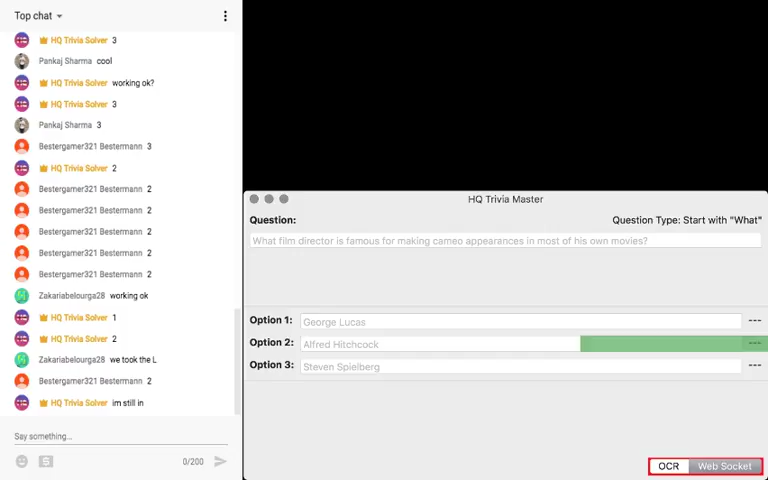 Top chat
HQ Trivia Solver 3
Pankaj Sharma cool
HQ Trivia Solver working ok?
HQ Trivia Solver 3
Pankaj Sharma 3
Bestergamer321 Bestermann 3
HQ Trivia Solver 2
Bestergamer321 Bestermann 2
Bestergamer321 Bestermann 2
Bestergamer321 Bestermann 2
Bestergamer321 Bestermann 2
Bestergamer321 Bestermann 2
Zakariabelourga28 working ok
HQ Trivia Solver 1
HQ Trivia Solver 2
Zakariabelourga28 we took the L
Bestergamer321 Bestermann 2
HQ Trivia Solver im still in
Say something...
0/200
HQ Trivia Master
Question: Question Type: Start with "What"
What film director is famous for making cameo appearances in most of his own movies?
Option 1: George Lucas ---
Option 2: Alfred Hitchcock ---
Option 3: Steven Spielberg ---
OCR Web Socket